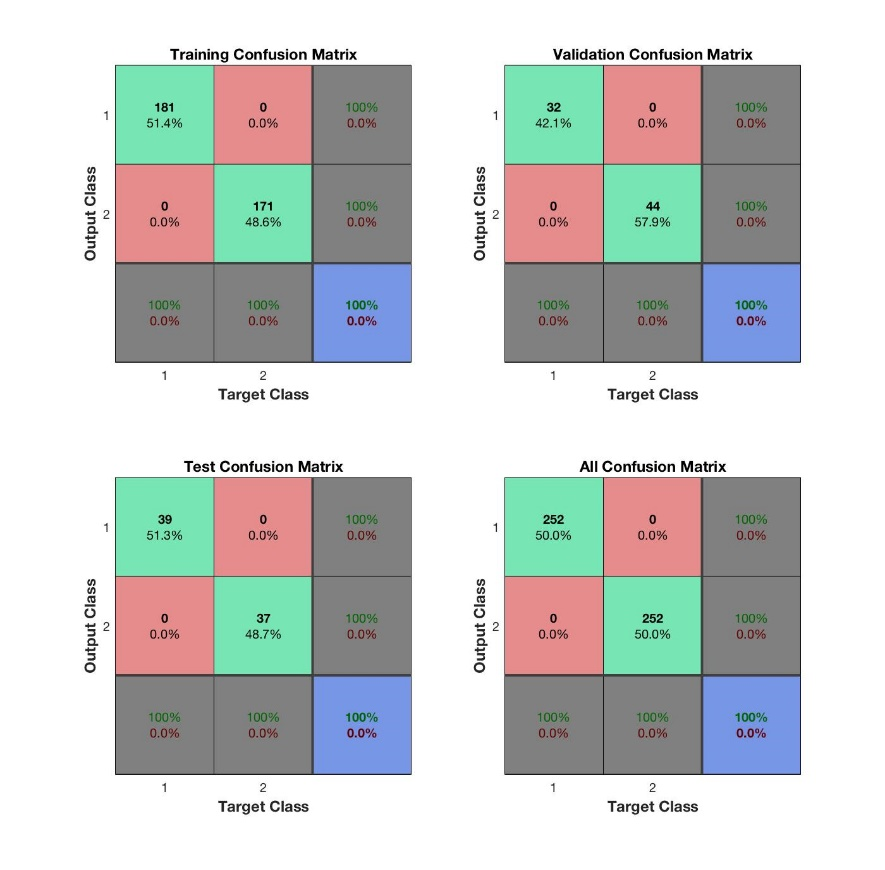 Training Confusion Matrix
181 0 100%
51.4% 0.0% 0.0%
1
0 171 100%
0.0% 48.6% 0.0%
2
100% 100% 100%
0.0% 0.0% 0.0%
1 2
Target Class
Output Class
Validation Confusion Matrix
32 0 100%
42.1% 0.0% 0.0%
1
0 44 100%
0.0% 57.9% 0.0%
2
100% 100% 100%
0.0% 0.0% 0.0%
1 2
Target Class
Output Class
Test Confusion Matrix
39 0 100%
51.3% 0.0% 0.0%
1
0 37 100%
0.0% 48.7% 0.0%
2
100% 100% 100%
0.0% 0.0% 0.0%
1 2
Target Class
Output Class
All Confusion Matrix
252 0 100%
50.0% 0.0% 0.0%
1
0 252 100%
0.0% 50.0% 0.0%
2
100% 100% 100%
0.0% 0.0% 0.0%
1 2
Target Class
Output Class